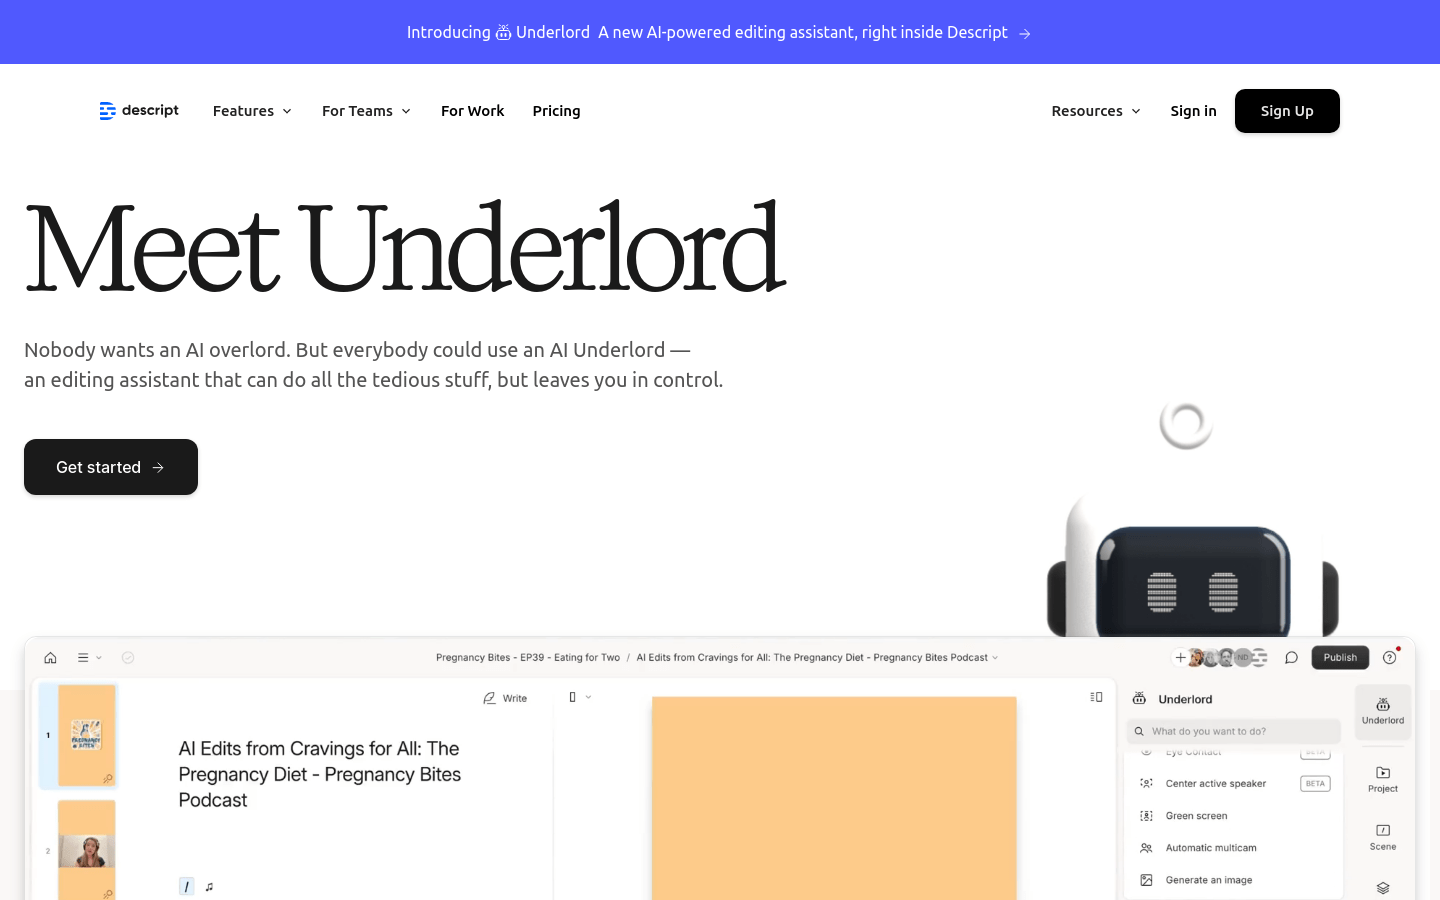 Introducing Underlord A new AI-powered editing assistant, right inside Descript →
descript
Features
For Teams
For Work
Pricing
Resources
Sign in
Sign Up
Meet Underlord
Nobody wants an AI overlord. But everybody could use an AI Underlord —
an editing assistant that can do all the tedious stuff, but leaves you in control.
Get started →
Pregnancy Bites - EP39 - Eating for Two / AI Edits from Cravings for All: The Pregnancy Diet - Pregnancy Bites Podcast
ND
Publish
Write
1
PREGNANCY
BITES
AI Edits from Cravings for All: The
Pregnancy Diet - Pregnancy Bites
Podcast
2
/
Underlord
What do you want to do?
Eye Contact
BETA
Center active speaker
BETA
Green screen
Automatic multicam
Generate an image
Underlord
Project
Scene